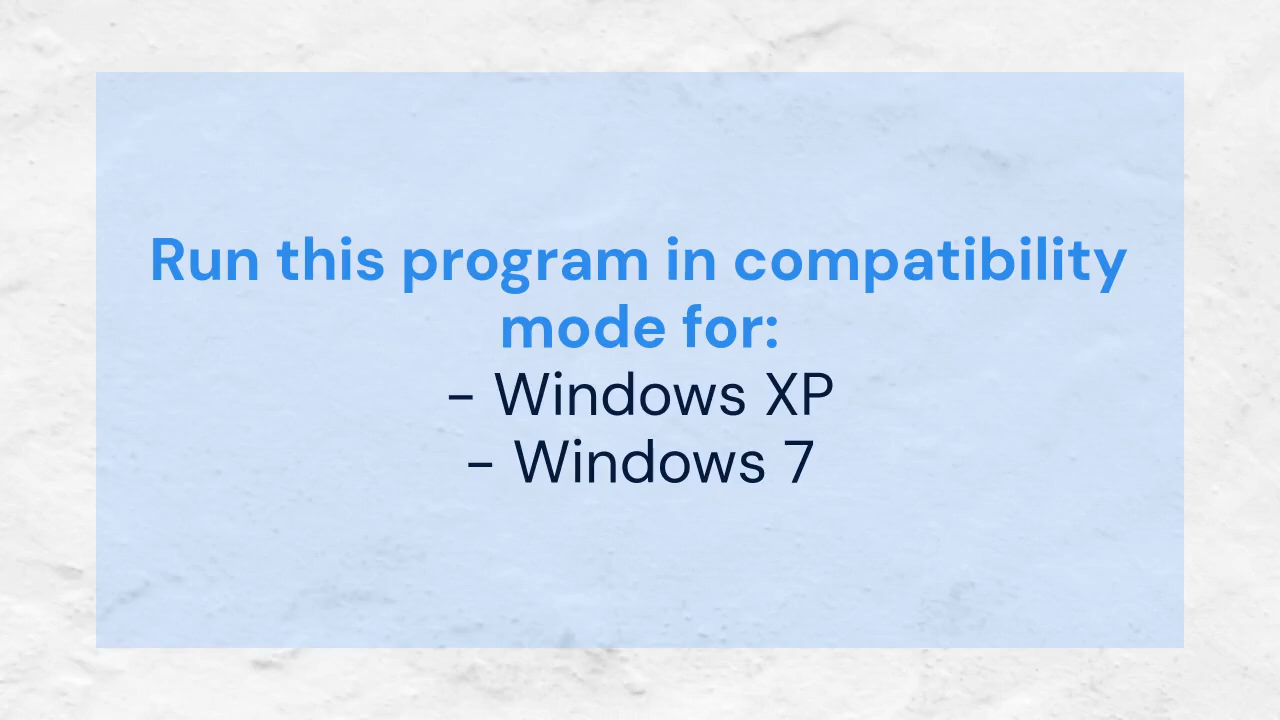 Run this program in compatibility
mode for:
- Windows XP
- Windows 7